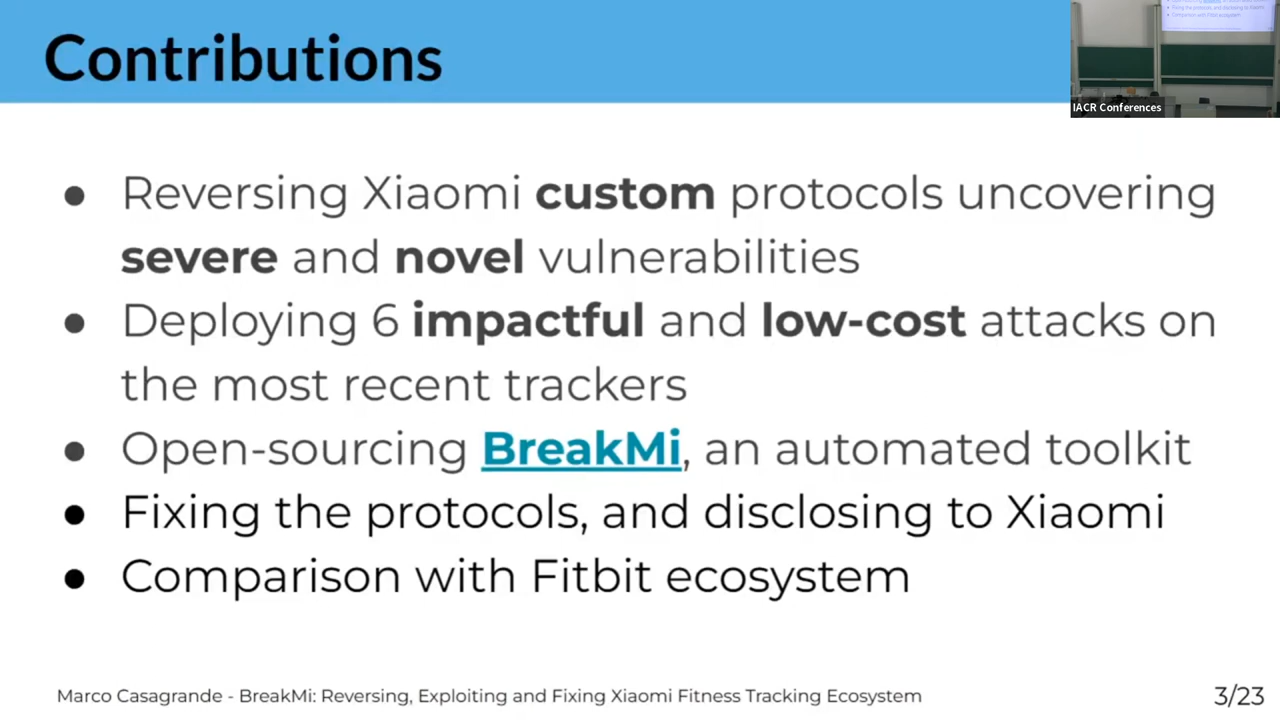 Contributions
IACR Conferences
● Reversing Xiaomi custom protocols uncovering
severe and novel vulnerabilities
● Deploying 6 impactful and low-cost attacks on
the most recent trackers
● Open-sourcing BreakMi, an automated toolkit
● Fixing the protocols, and disclosing to Xiaomi
● Comparison with Fitbit ecosystem
Marco Casagrande - BreakMi: Reversing, Exploiting and Fixing Xiaomi Fitness Tracking Ecosystem
3/23